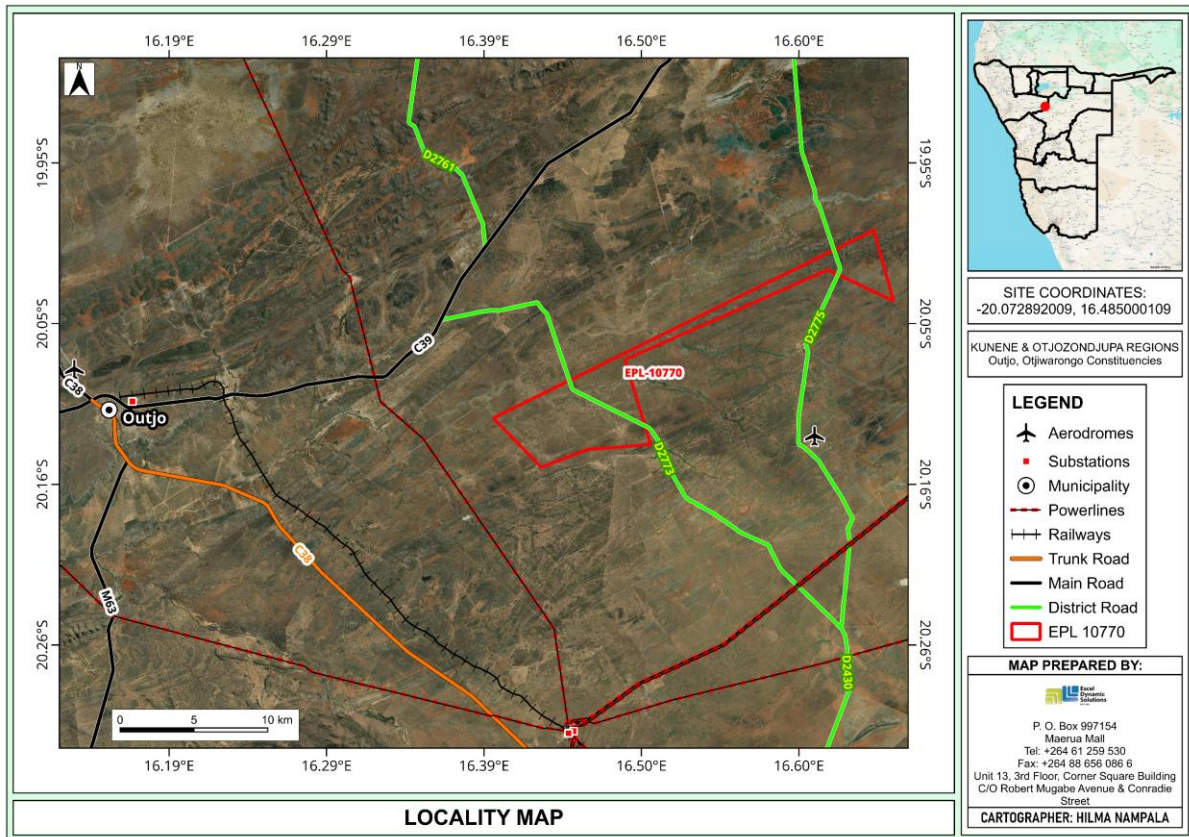 16.19°E
16.29°E
16.39°E
16.50°E
16.60°E
N
19.95°S
20.05°S
20.16°S
20.26°S
19.95°S
20.05°S
20.16°S
20.26°S
D2761
C39
D2775
EPL-10770
C38
Outjo
D2773
C38
M63
D2430
0 5 10 km
16.19°E
16.29°E
16.39°E
16.50°E
16.60°E
LOCALITY MAP
SITE COORDINATES:
-20.072892009, 16.485000109
KUNENE & OTJOZONDJUPA REGIONS
Outjo, Otjiwarongo Constituencies
LEGEND
Aerodromes
Substations
Municipality
Powerlines
Railways
Trunk Road
Main Road
District Road
EPL 10770
MAP PREPARED BY:
Excel
Dynamic
Solutions
P. O. Box 997154
Maerua Mall
Tel: +264 61 259 530
Fax: +264 88 656 086 6
Unit 13, 3rd Floor, Corner Square Building
C/O Robert Mugabe Avenue & Conradie
Street
CARTOGRAPHER: HILMA NAMPALA